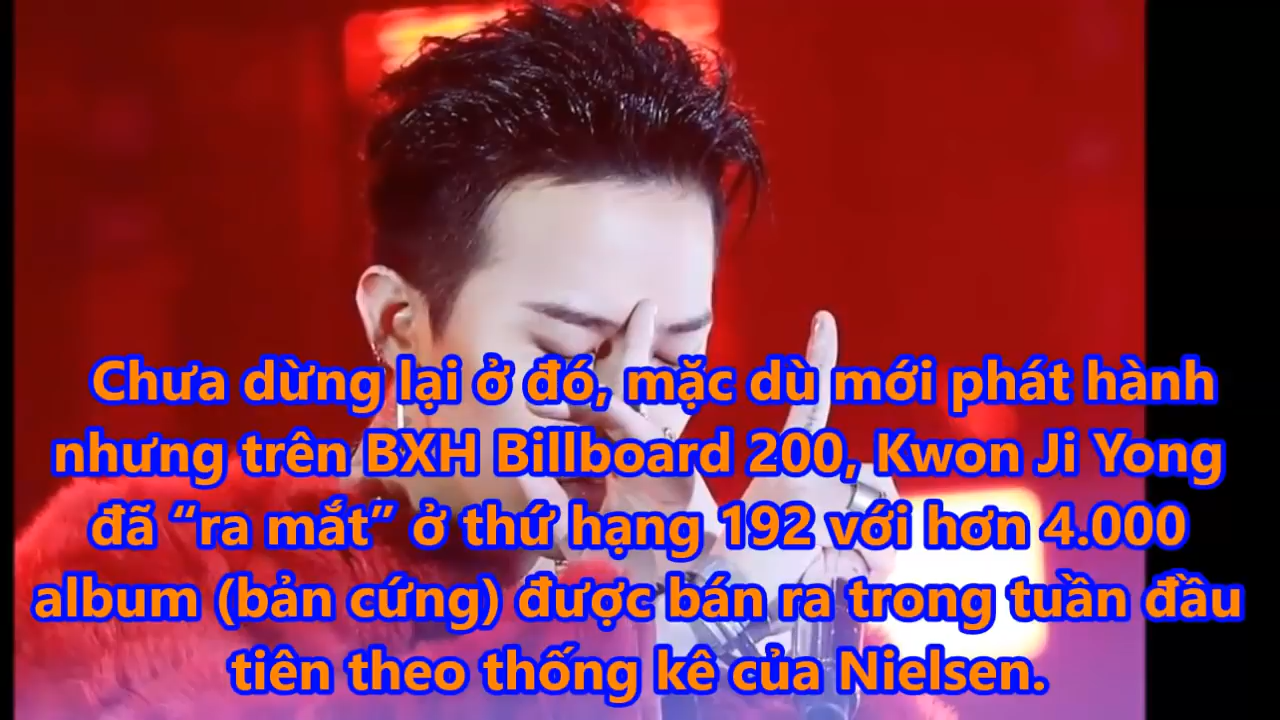 Chưa dừng lại ở đó, mặc dù mới phát hành
nhưng trên BXH Billboard 200, Kwon Ji Yong
đã “ra mắt” ở thứ hạng 192 với hơn 4.000
album (bản cứng) được bán ra trong tuần đầu
tiên theo thống kê của Nielsen.